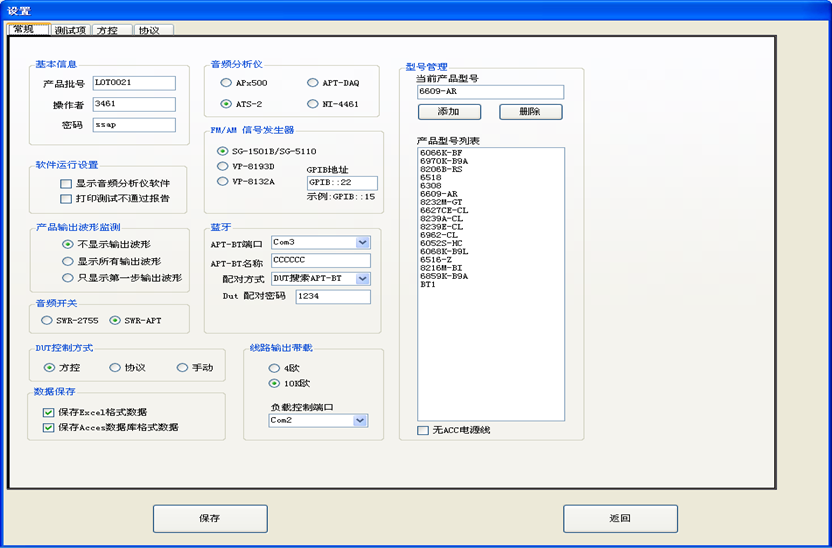 设置
常规 测试项 方控 协议
基本信息
产品批号 LOT0021
操作者 3461
密码 ssap
软件运行设置
显示音频分析仪软件
打印测试不通过报告
产品输出波形监测
不显示输出波形
显示所有输出波形
只显示第一步输出波形
音频开关
SWR-2755 SWR-APT
DUT控制方式
方控 协议 手动
数据保存
保存Excel格式数据
保存Acces数据库格式数据
音频分析仪
APx500 APT-DAQ
ATS-2 NI-4461
FM/AM 信号发生器
SG-1501B/SG-5110
VP-8193D
VP-8132A
GPIB地址
GPIB::22
示例:GPIB::15
蓝牙
APT-BT端口 Com3
APT-BT名称 CCCCCC
配对方式 DUT搜索APT-BT
Dut 配对密码 1234
线路输出带载
4欧
10K欧
负载控制端口
Com2
型号管理
当前产品型号
6609-AR
添加 删除
产品型号列表
6066K-BF
6970K-B9A
8206B-RS
6518
6308
6609-AR
8232M-GT
6627CE-CL
8239A-CL
8239E-CL
6962-CL
6052S-HC
6068K-B9L
6516-Z
8216M-BI
6859K-B9A
BT1
无ACC电源线
保存 返回